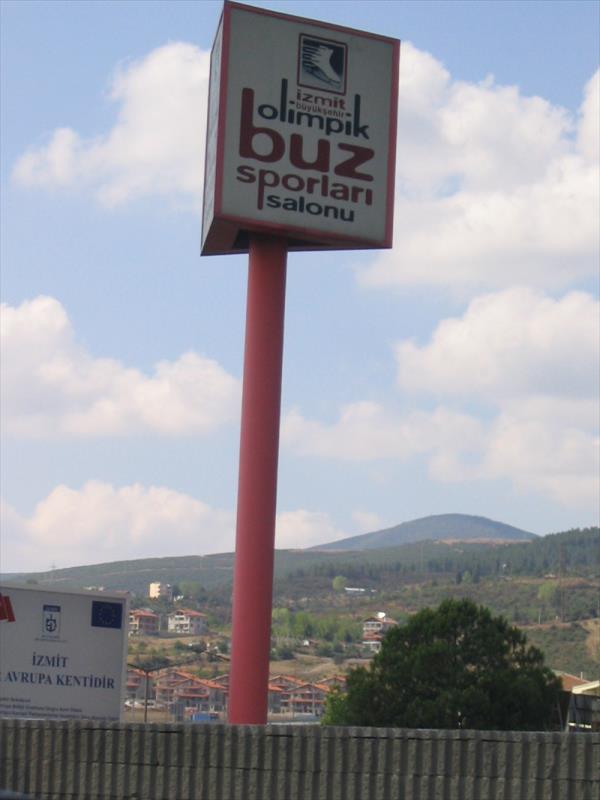 izmit
büyükşehir
olimpik
buz
sporları
salonu
İZMİT
AVRUPA KENTİDİR